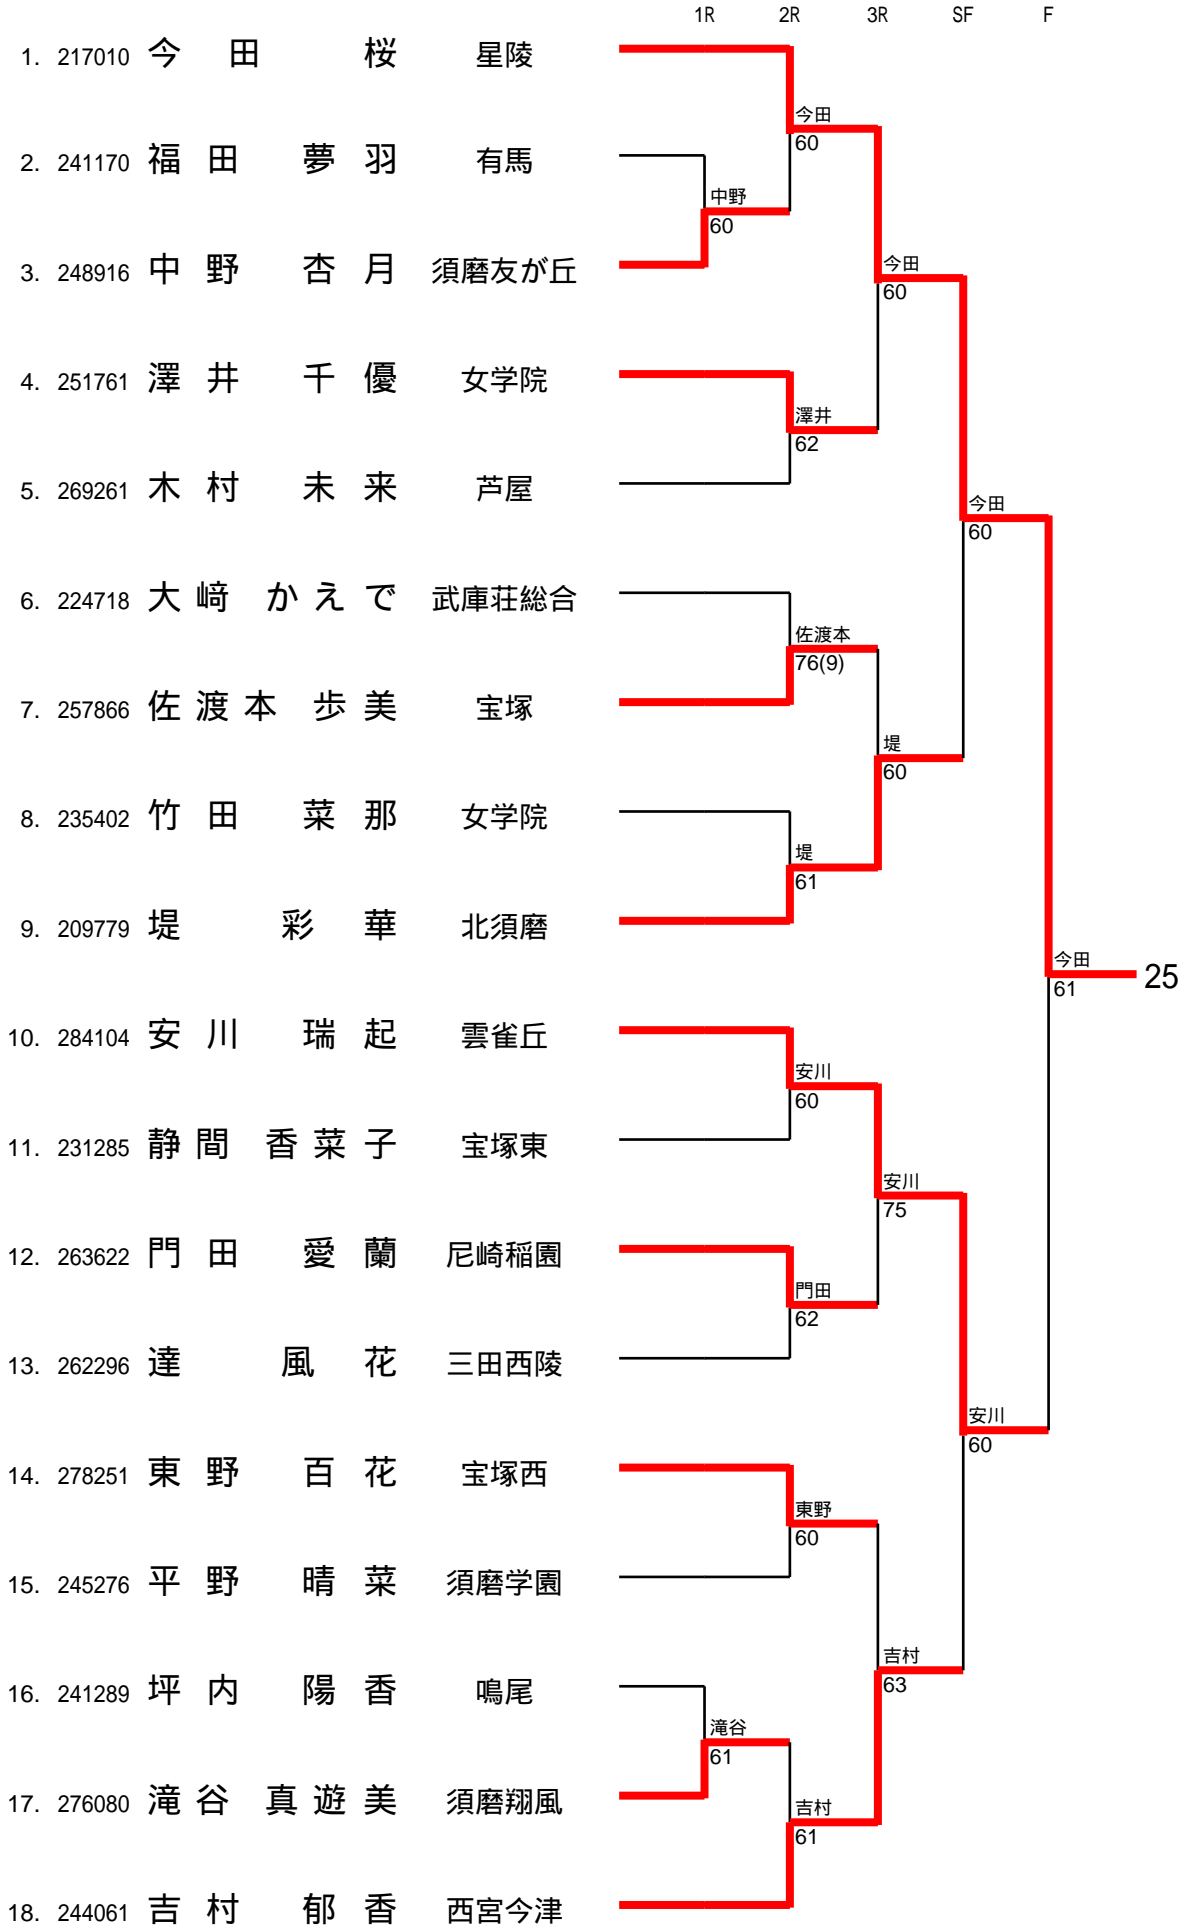 1R 2R 3R SF F
1. 217010 今田 桜 星陵
今田
60
2. 241170 福田 夢羽 有馬
中野
60
3. 248916 中野 杏月 須磨友が丘
今田
60
4. 251761 澤井 千優 女学院
澤井
62
5. 269261 木村 未来 芦屋
今田
60
6. 224718 大﨑 かえで 武庫荘総合
佐渡本
76(9)
7. 257866 佐渡本 歩美 宝塚
堤
60
8. 235402 竹田 菜那 女学院
堤
61
9. 209779 堤 彩華 北須磨
今田
61
25
10. 284104 安川 瑞起 雲雀丘
安川
60
11. 231285 静間 香菜子 宝塚東
安川
75
12. 263622 門田 愛蘭 尼崎稲園
門田
62
13. 262296 達 風花 三田西陵
安川
60
14. 278251 東野 百花 宝塚西
東野
60
15. 245276 平野 晴菜 須磨学園
吉村
63
16. 241289 坪内 陽香 鳴尾
滝谷
61
17. 276080 滝谷 真遊美 須磨翔風
吉村
61
18. 244061 吉村 郁香 西宮今津